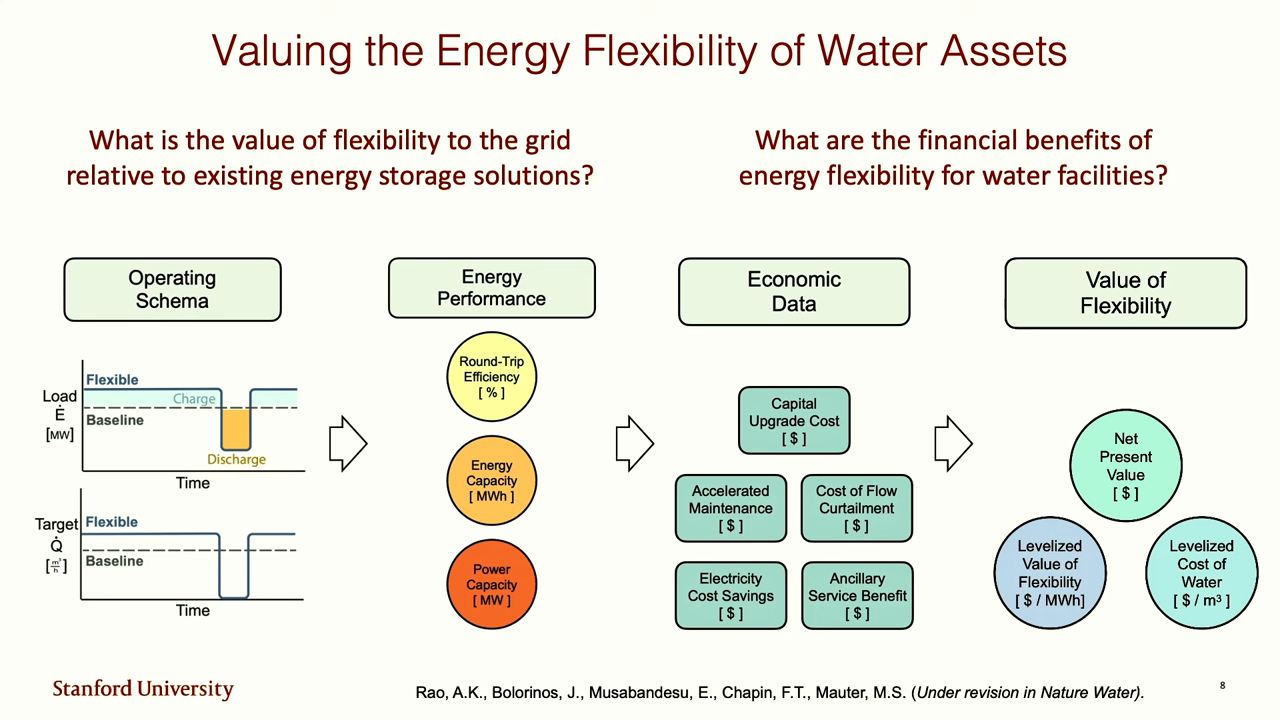 Valuing the Energy Flexibility of Water Assets
What is the value of flexibility to the grid
relative to existing energy storage solutions?
What are the financial benefits of
energy flexibility for water facilities?
Operating
Schema
Energy
Performance
Economic
Data
Value of
Flexibility
Load
Ė
[MW]
Flexible
Charge
Baseline
Discharge
Time
Target
Q̇
[m³/h]
Flexible
Baseline
Time
Round-Trip
Efficiency
[ % ]
Energy
Capacity
[ MWh ]
Power
Capacity
[ MW ]
Capital
Upgrade Cost
[ $ ]
Accelerated
Maintenance
[ $ ]
Cost of Flow
Curtailment
[ $ ]
Electricity
Cost Savings
[ $ ]
Ancillary
Service Benefit
[ $ ]
Net
Present
Value
[ $ ]
Levelized
Value of
Flexibility
[ $ / MWh]
Levelized
Cost of
Water
[ $ / m³ ]
Stanford University
Rao, A.K., Bolorinos, J., Musabandesu, E., Chapin, F.T., Mauter, M.S. (Under revision in Nature Water).
8